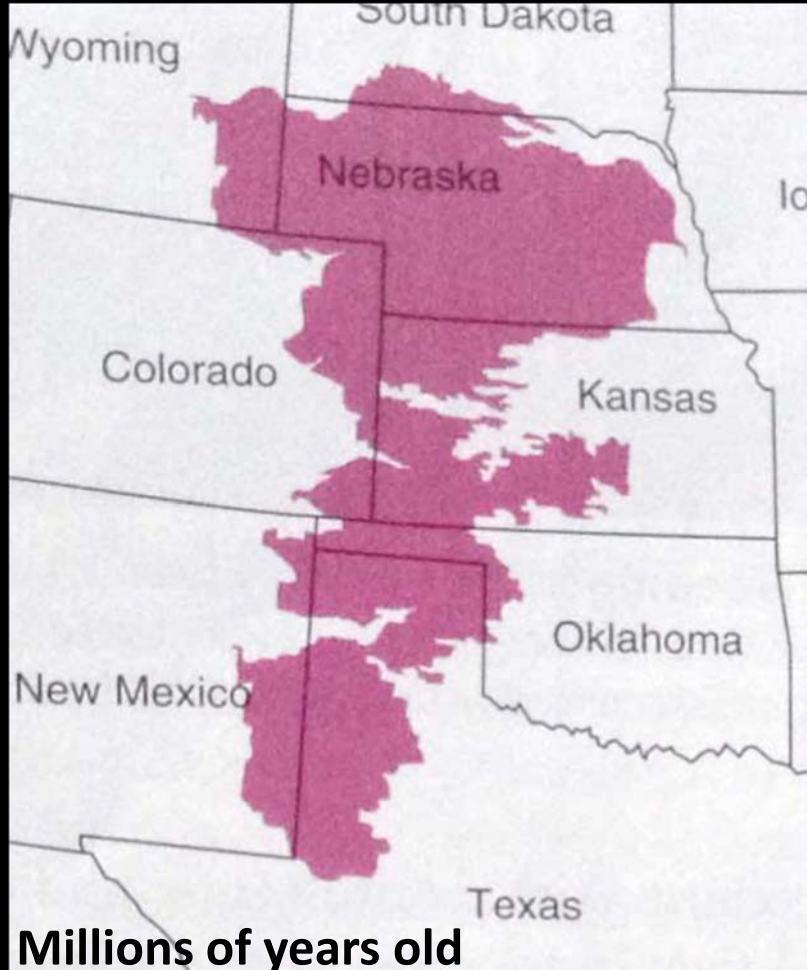 South Dakota
Wyoming
Nebraska
Io
Colorado
Kansas
Oklahoma
New Mexico
Texas
Millions of years old